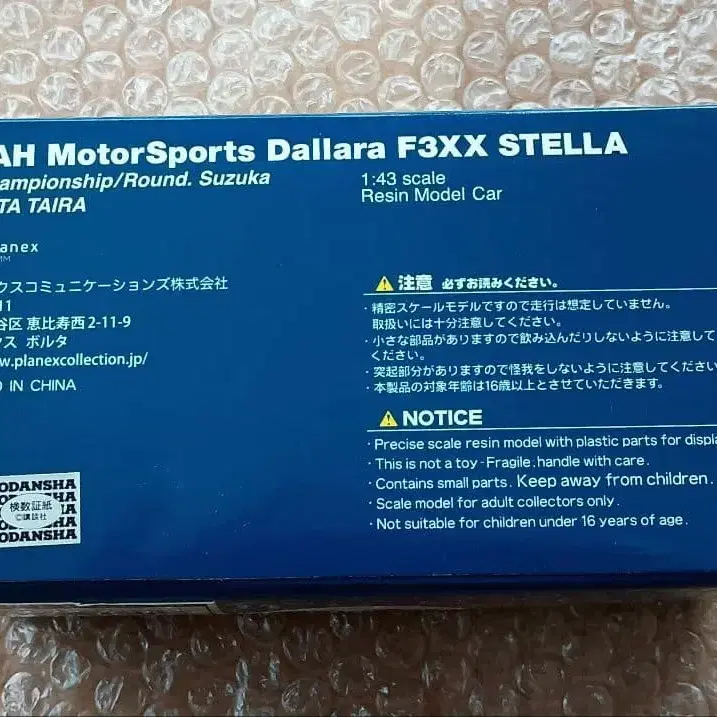 AH MotorSports Dallara F3XX STELLA
ampionship/Round. Suzuka
TA TAIRA
1:43 scale
Resin Model Car
anex
クスコミュニケーションズ株式会社
11
谷区 恵比寿西2-11-9
クス ボルタ
w.planexcollection.jp/
IN CHINA
注意 必ずお読みください。
・精密スケールモデルですので走行は想定していません。
取扱いには十分注意してください。
・小さな部品がありますので飲み込んだりしないように注意して
ください。
・突起部分がありますので怪我をしないように注意してください
・本製品の対象年齢は16歳以上とさせていただきます。
NOTICE
・Precise scale resin model with plastic parts for displa
・This is not a toy-Fragile, handle with care.
・Contains small parts. Keep away from children.
・Scale model for adult collectors only.
・Not suitable for children under 16 years of age.
ODANSHA
検数証紙
©講談社
HA
ODANSHA